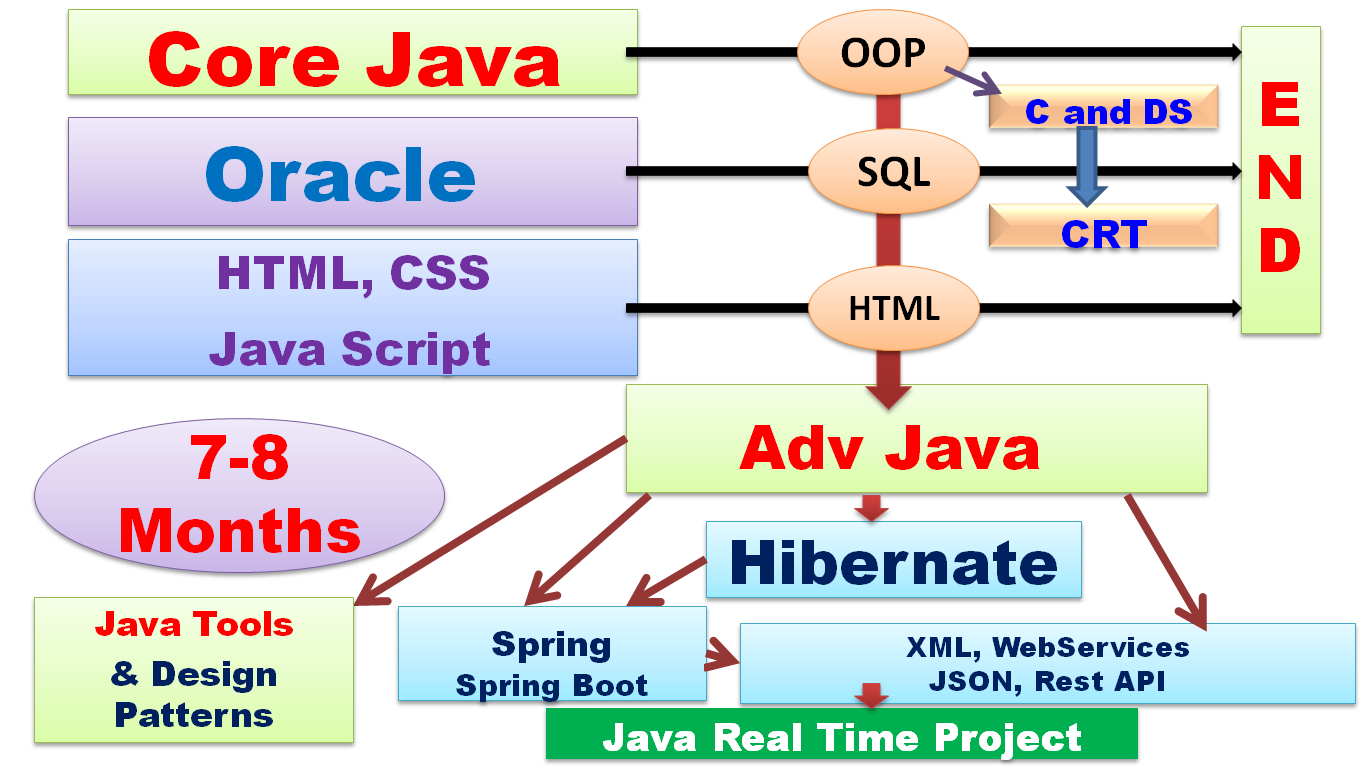 Core Java
OOP
E
N
D
C and DS
Oracle
SQL
CRT
HTML, CSS
Java Script
HTML
7-8
Months
Adv Java
Hibernate
Java Tools
& Design
Patterns
Spring
Spring Boot
XML, WebServices
JSON, Rest API
Java Real Time Project